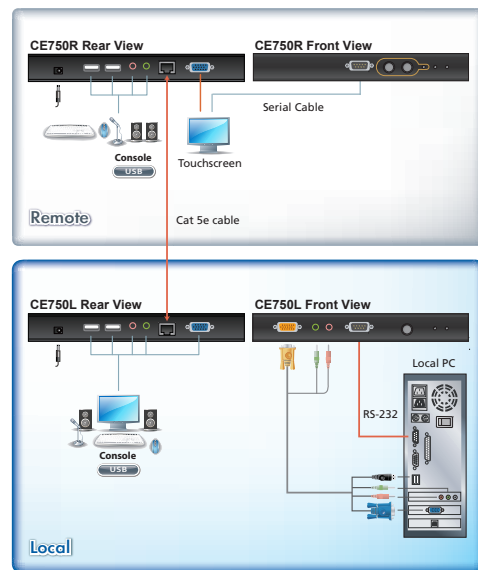 CE750R Rear View
CE750R Front View
Serial Cable
Console
USB
Touchscreen
Remote
Cat 5e cable
CE750L Rear View
CE750L Front View
Local PC
RS-232
Console
USB
Local